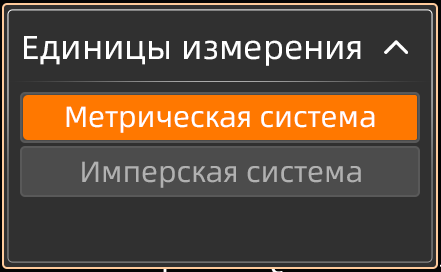 Единицы измерения
Метрическая система
Имперская система